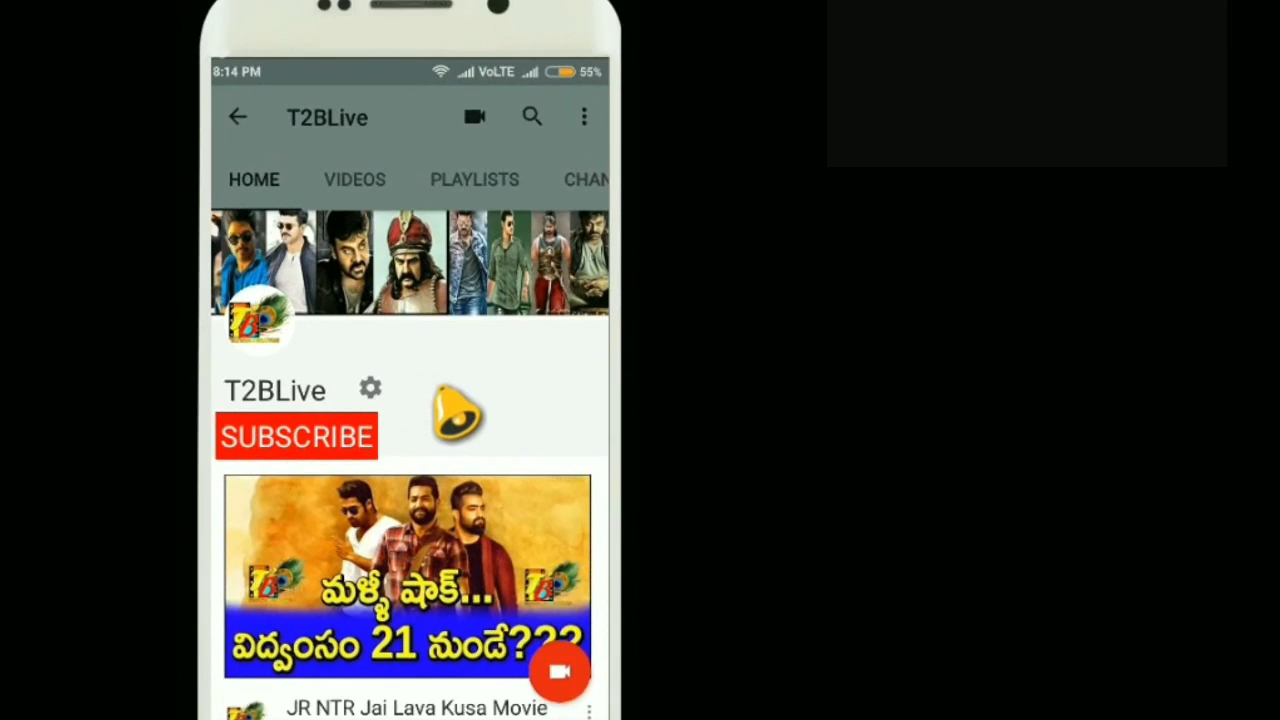 8:14 PM VoLTE 55%
T2BLive
HOME VIDEOS PLAYLISTS CHAN
T2BLive
SUBSCRIBE
మళ్ళీ షాక్...
విధ్వంసం 21 నుండే???
JR NTR Jai Lava Kusa Movie